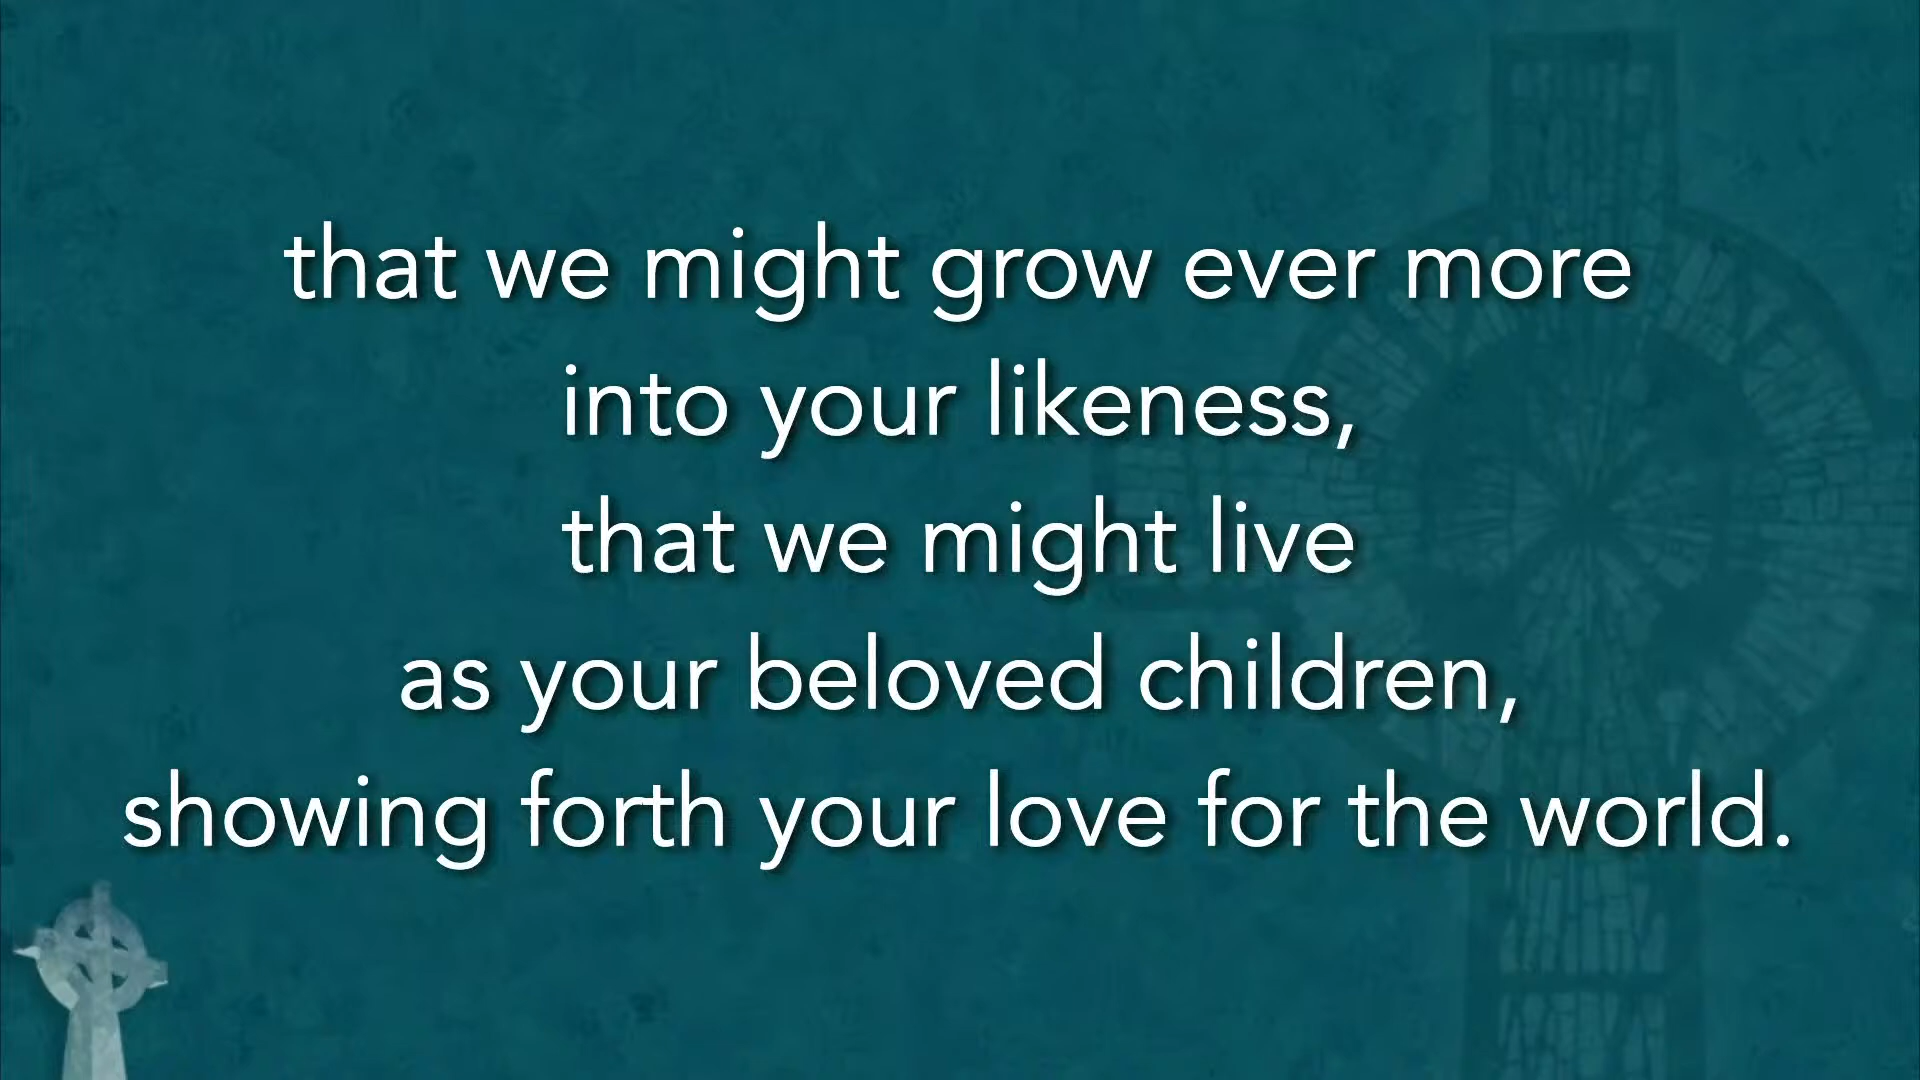 that we might grow ever more
into your likeness,
that we might live
as your beloved children,
showing forth your love for the world.